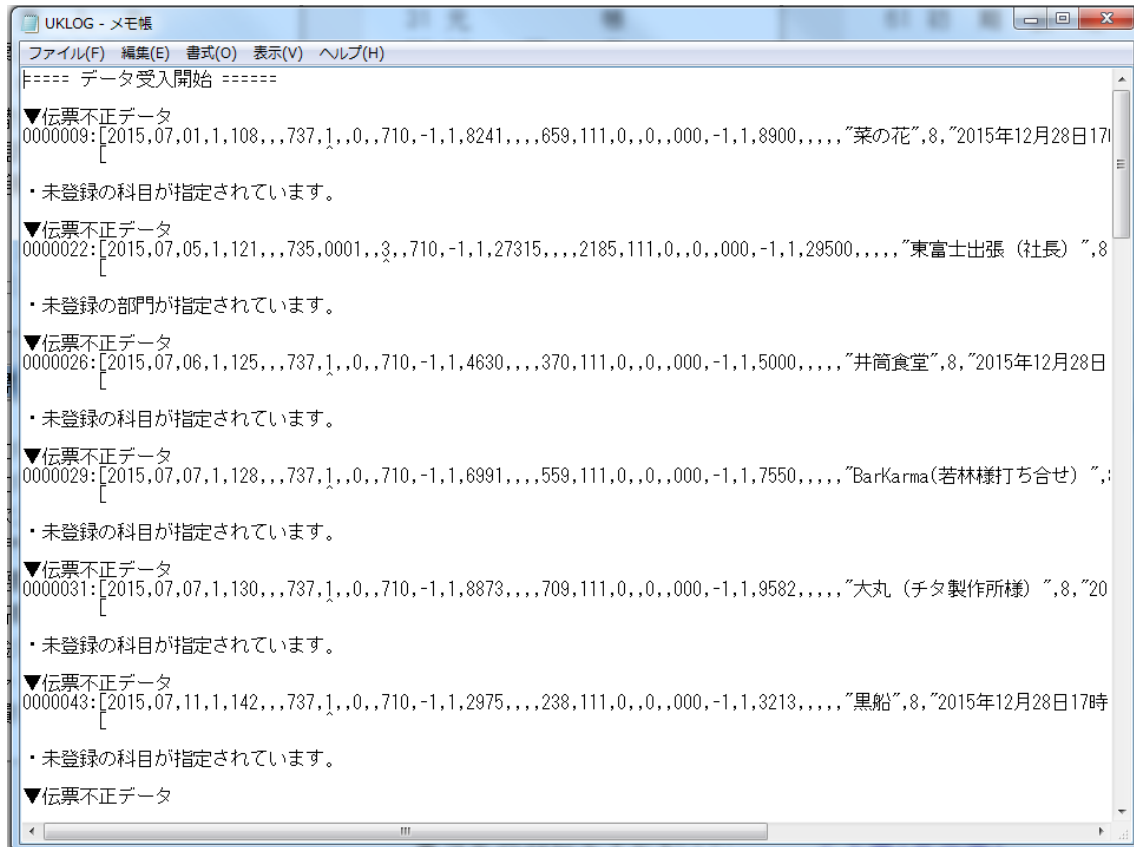 UKLOG - メモ帳
ファイル(F) 編集(E) 書式(O) 表示(V) ヘルプ(H)
===== データ受入開始 ======
▼伝票不正データ
0000009:[2015,07,01,1,108,,,737,1,,0,,710,-1,1,8241,,,,659,111,0,,0,,000,-1,1,8900,,,,,"菜の花",8,"2015年12月28日17
^
[
・未登録の科目が指定されています。
▼伝票不正データ
0000022:[2015,07,05,1,121,,,735,0001,,3,,710,-1,1,27315,,,,2185,111,0,,0,,000,-1,1,29500,,,,,"東富士出張（社長）",8
^
[
・未登録の部門が指定されています。
▼伝票不正データ
0000026:[2015,07,06,1,125,,,737,1,,0,,710,-1,1,4630,,,,370,111,0,,0,,000,-1,1,5000,,,,,"井筒食堂",8,"2015年12月28日
^
[
・未登録の科目が指定されています。
▼伝票不正データ
0000029:[2015,07,07,1,128,,,737,1,,0,,710,-1,1,6991,,,,559,111,0,,0,,000,-1,1,7550,,,,,"BarKarma(若林様打ち合せ）",
^
[
・未登録の科目が指定されています。
▼伝票不正データ
0000031:[2015,07,07,1,130,,,737,1,,0,,710,-1,1,8873,,,,709,111,0,,0,,000,-1,1,9582,,,,,"大丸（チタ製作所様）",8,"20
^
[
・未登録の科目が指定されています。
▼伝票不正データ
0000043:[2015,07,11,1,142,,,737,1,,0,,710,-1,1,2975,,,,238,111,0,,0,,000,-1,1,3213,,,,,"黒船",8,"2015年12月28日17時
^
[
・未登録の科目が指定されています。
▼伝票不正データ